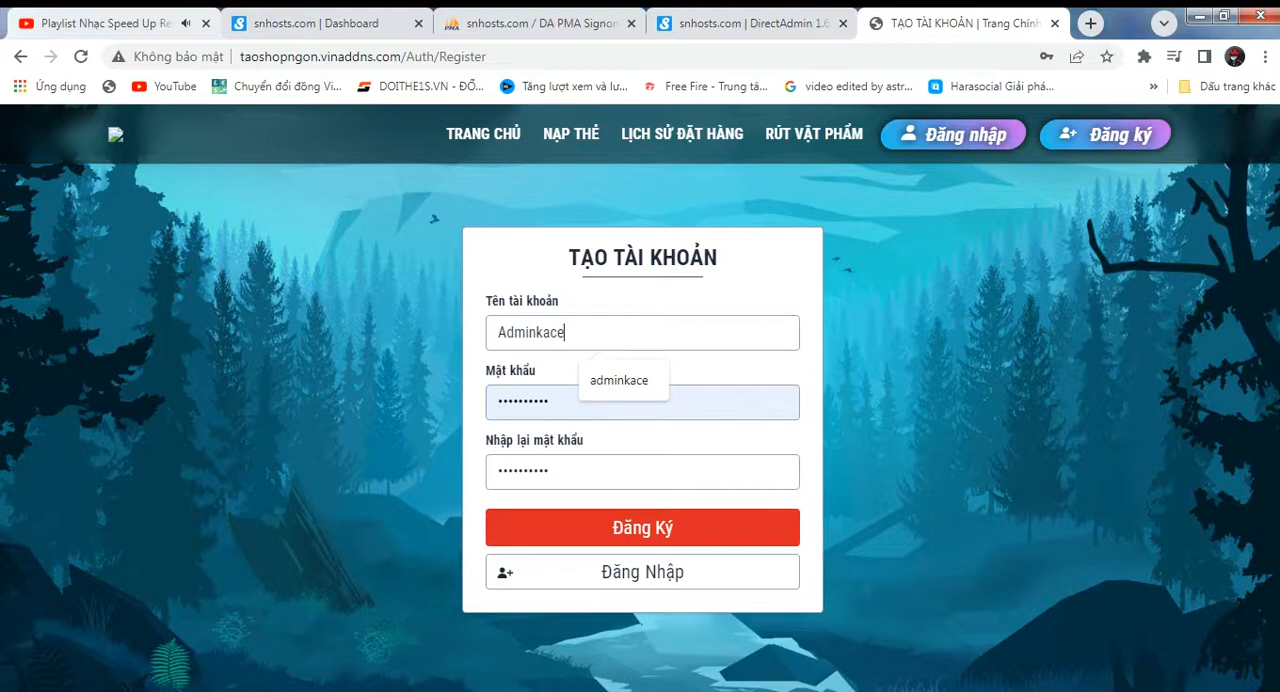 Playlist Nhạc Speed Up Re
snhosts.com | Dashboard
snhosts.com / DA PMA Signon
snhosts.com | DirectAdmin 1.6
TẠO TÀI KHOẢN | Trang Chính
Không bảo mật
taoshopngon.vinaddns.com/Auth/Register
Ứng dụng
YouTube
Chuyển đổi đồng Vi...
DOITHE1S.VN - ĐỔ...
Tăng lượt xem và lư...
Free Fire - Trung tâ...
video edited by astr...
Harasocial Giải phá...
»
Dấu trang khác
TRANG CHỦ
NẠP THẺ
LỊCH SỬ ĐẶT HÀNG
RÚT VẬT PHẨM
Đăng nhập
Đăng ký
TẠO TÀI KHOẢN
Tên tài khoản
Adminkace
Mật khẩu
adminkace
••••••••••
Nhập lại mật khẩu
••••••••••
Đăng Ký
Đăng Nhập